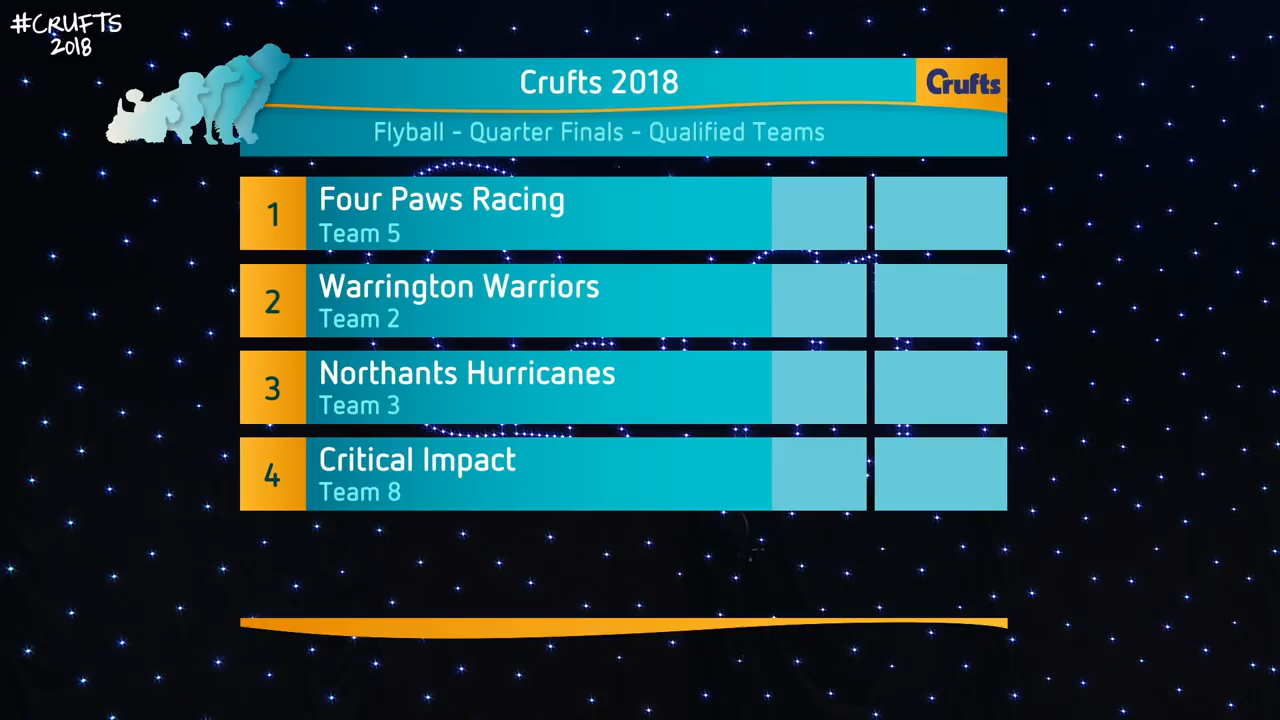 #CRUFTS
2018
Crufts 2018
Crufts
Flyball - Quarter Finals - Qualified Teams
1
Four Paws Racing
Team 5
2
Warrington Warriors
Team 2
3
Northants Hurricanes
Team 3
4
Critical Impact
Team 8